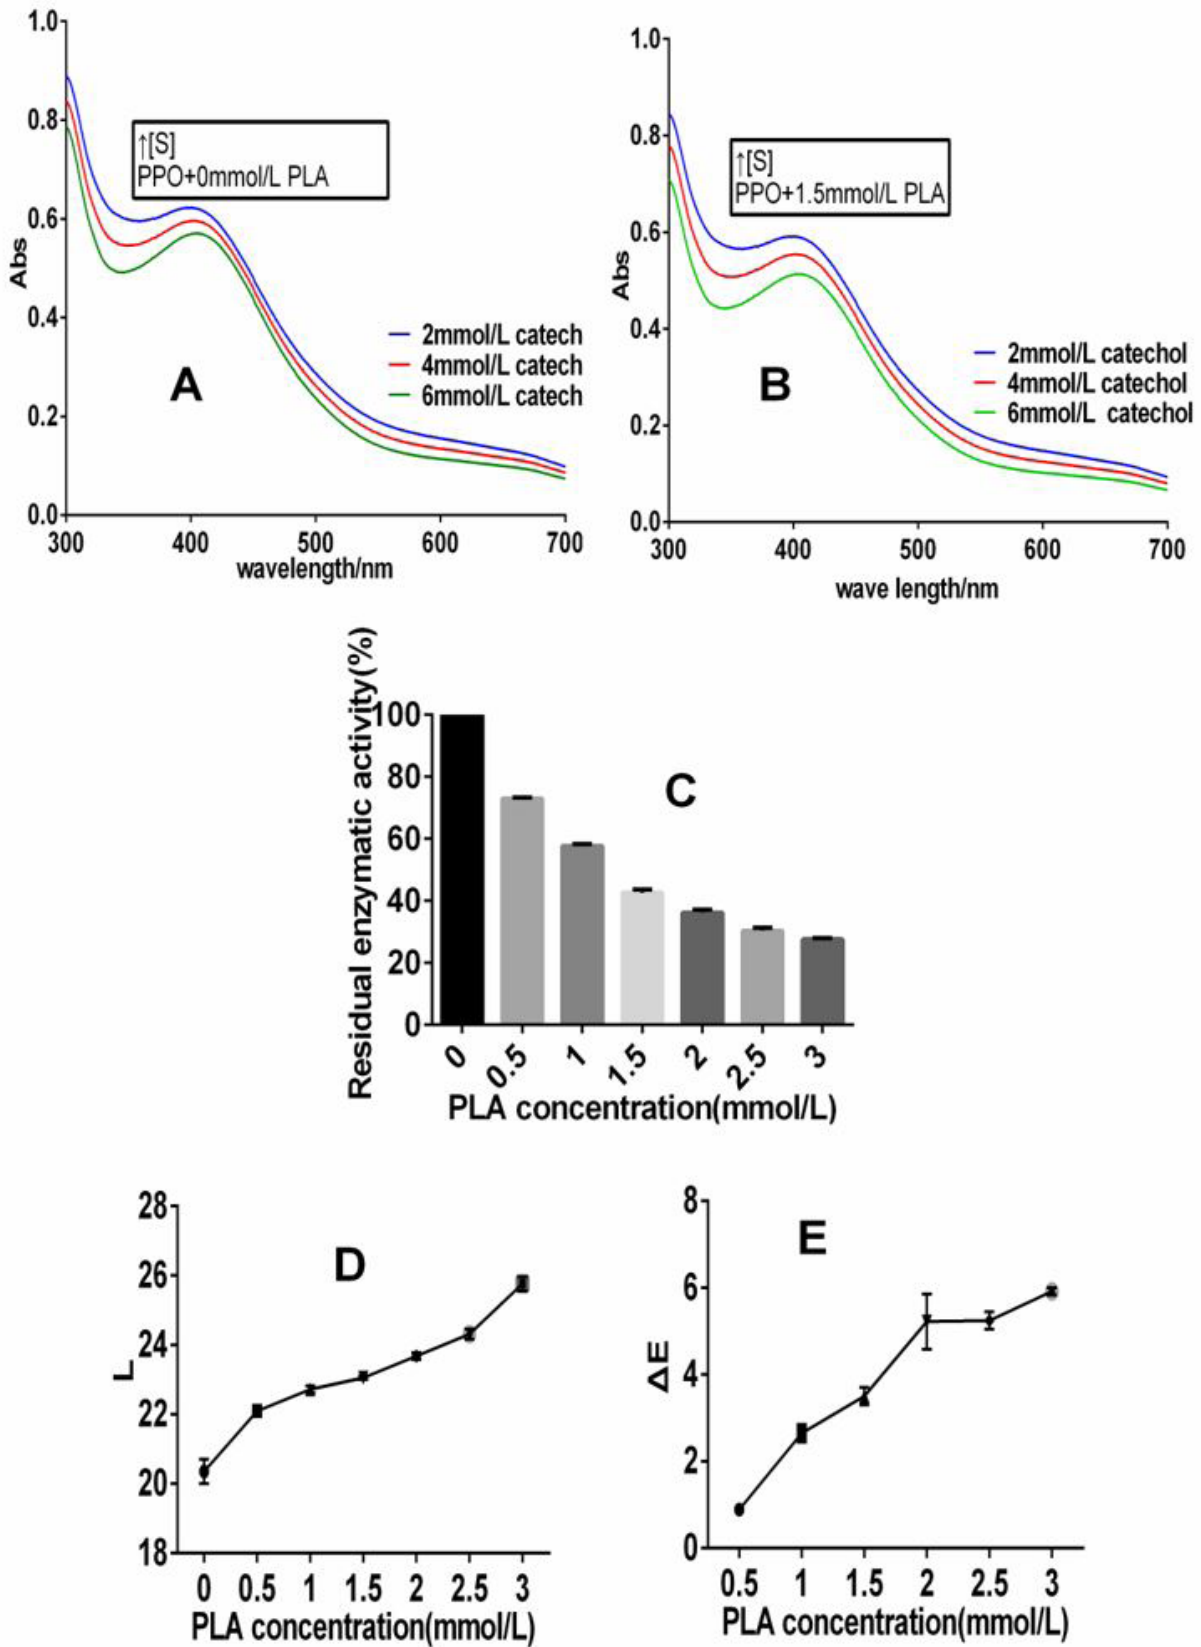 1.0
0.8
0.6
0.4
0.2
0.0
Abs
↑[S]
PPO+0mmol/L PLA
A
2mmol/L catech
4mmol/L catech
6mmol/L catech
300 400 500 600 700
wavelength/nm
1.0
0.8
0.6
0.4
0.2
0.0
Abs
↑[S]
PPO+1.5mmol/L PLA
B
2mmol/L catechol
4mmol/L catechol
6mmol/L catechol
300 400 500 600 700
wave length/nm
Residual enzymatic activity(%)
100
80
60
40
20
0
C
0 0.5 1 1.5 2 2.5 3
PLA concentration(mmol/L)
28
26
24
22
20
18
L
D
0 0.5 1 1.5 2 2.5 3
PLA concentration(mmol/L)
8
6
4
2
0
ΔE
E
0.5 1 1.5 2 2.5 3
PLA concentration(mmol/L)